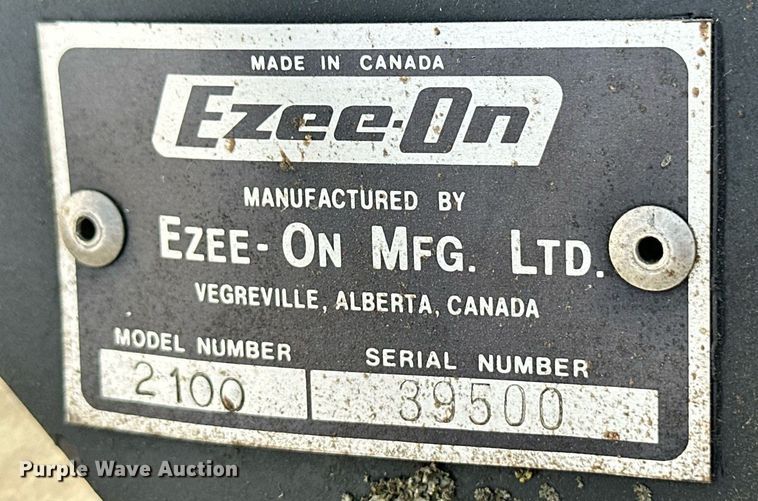 MADE IN CANADA
Ezee-On
MANUFACTURED BY
EZEE-ON MFG. LTD.
VEGREVILLE, ALBERTA, CANADA
MODEL NUMBER SERIAL NUMBER
2100 39500
Purple Wave Auction